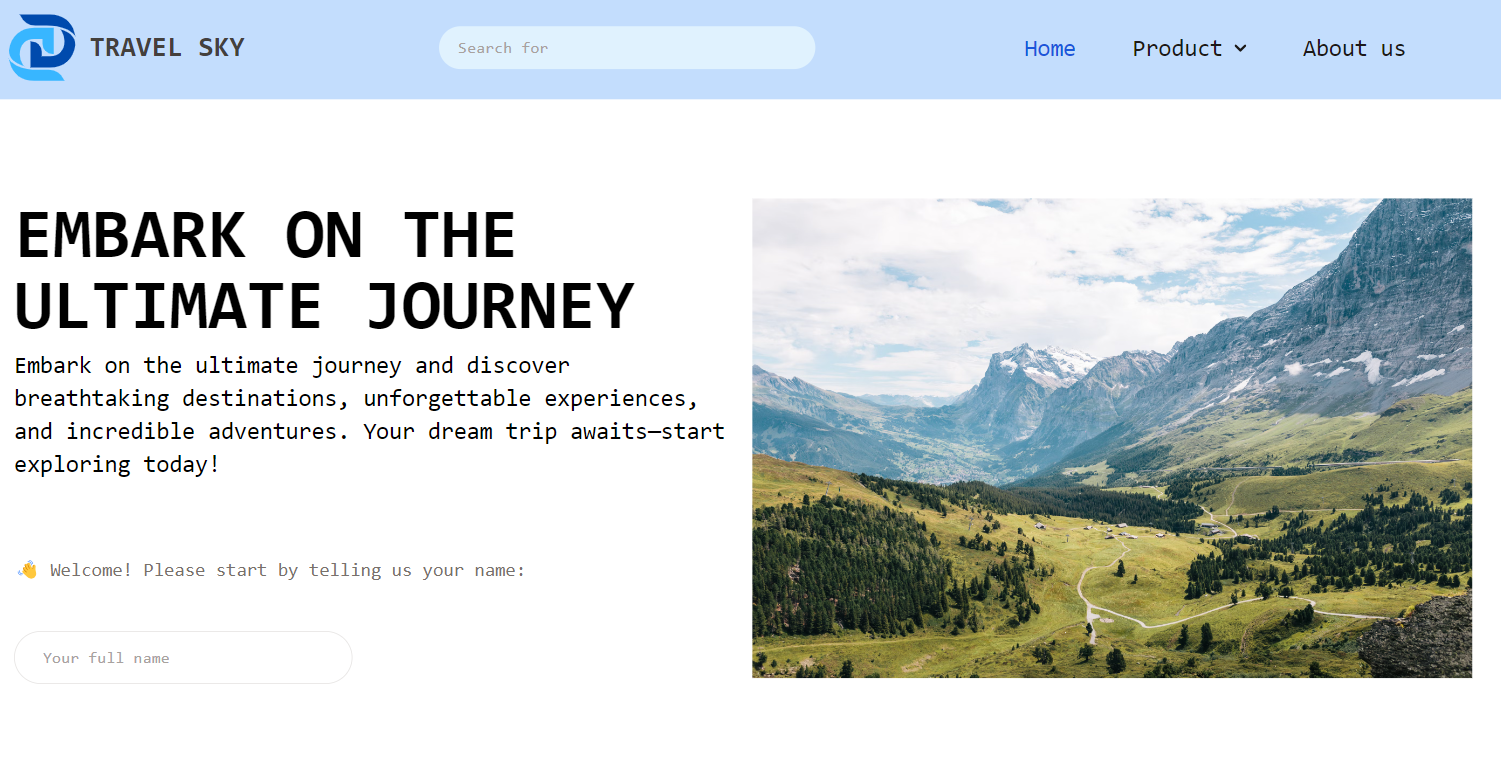 TRAVEL SKY
Search for
Home
Product
About us
EMBARK ON THE
ULTIMATE JOURNEY
Embark on the ultimate journey and discover
breathtaking destinations, unforgettable experiences,
and incredible adventures. Your dream trip awaits—start
exploring today!
👋 Welcome! Please start by telling us your name:
Your full name